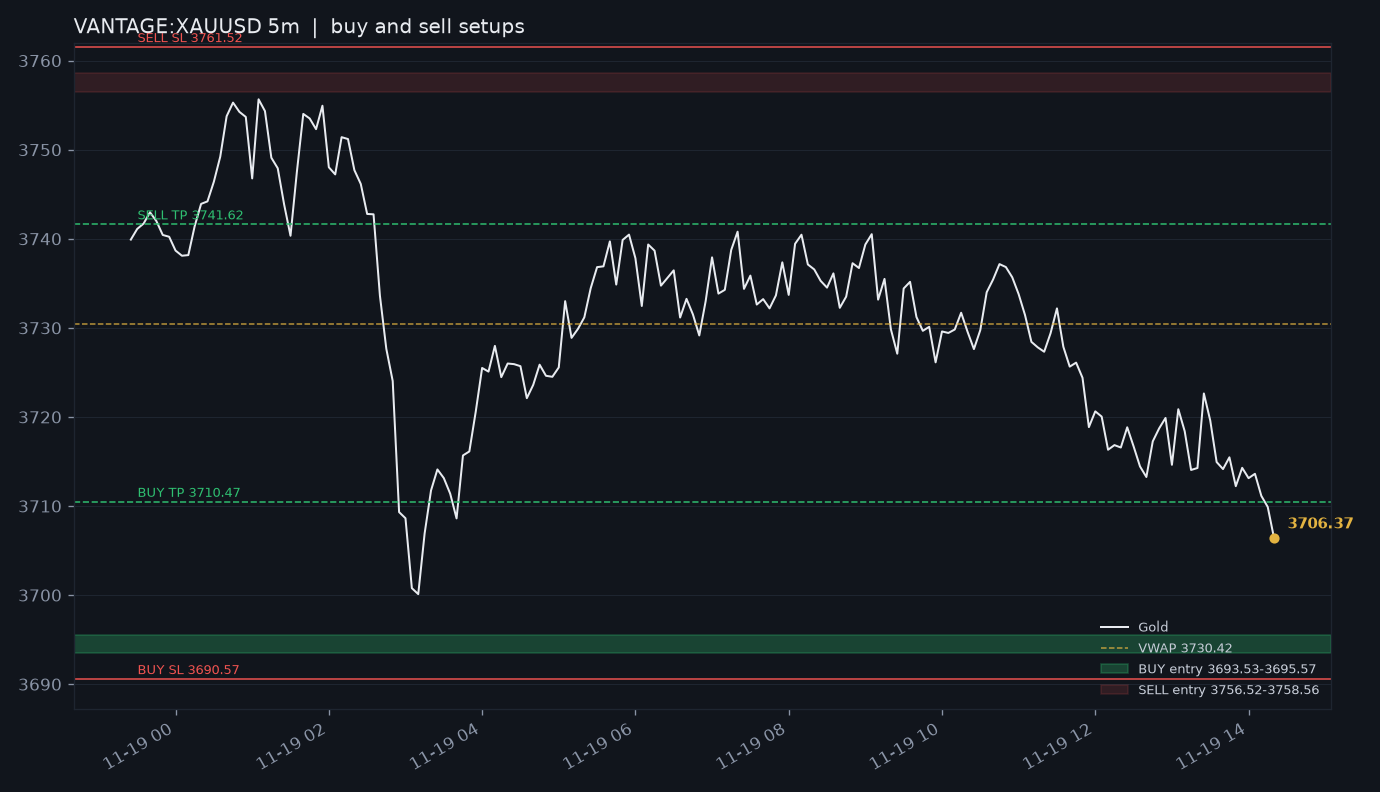 VANTAGE:XAUUSD 5m | buy and sell setups
SELL SL 3761.52
3760
3750
SELL TP 3741.62
3740
3730
3720
BUY TP 3710.47
3710
3706.37
3700
Gold
VWAP 3730.42
BUY SL 3690.57
BUY entry 3693.53-3695.57
3690
SELL entry 3756.52-3758.56
11-19 00
11-19 02
11-19 04
11-19 06
11-19 08
11-19 10
11-19 12
11-19 14